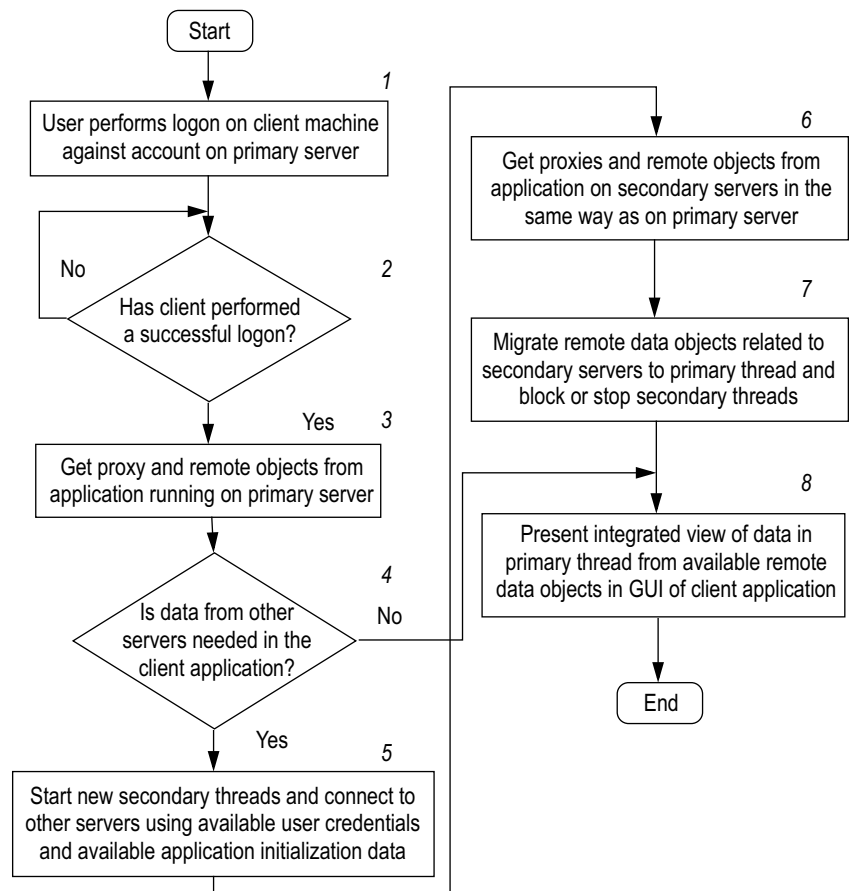 Start
1
User performs logon on client machine
against account on primary server
No
2
Has client performed
a successful logon?
Yes
3
Get proxy and remote objects from
application running on primary server
4
Is data from other
servers needed in the
client application?
No
Yes
5
Start new secondary threads and connect to
other servers using available user credentials
and available application initialization data
6
Get proxies and remote objects from
application on secondary servers in the
same way as on primary server
7
Migrate remote data objects related to
secondary servers to primary thread and
block or stop secondary threads
8
Present integrated view of data in
primary thread from available remote
data objects in GUI of client application
End